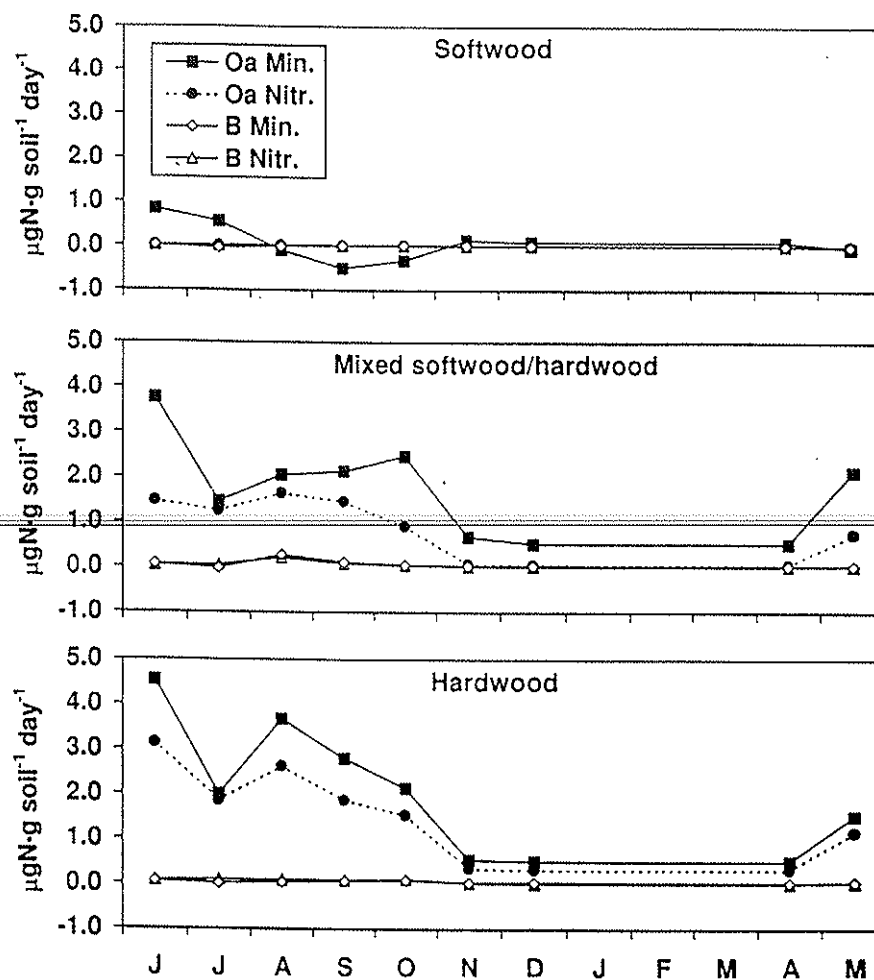 5.0
Softwood
4.0
3.0
2.0
1.0
0.0
-1.0
µgN·g soil⁻¹ day⁻¹
Oa Min.
Oa Nitr.
B Min.
B Nitr.
5.0
Mixed softwood/hardwood
4.0
3.0
2.0
1.0
0.0
-1.0
µgN·g soil⁻¹ day⁻¹
5.0
Hardwood
4.0
3.0
2.0
1.0
0.0
-1.0
µgN·g soil⁻¹ day⁻¹
J J A S O N D J F M A M